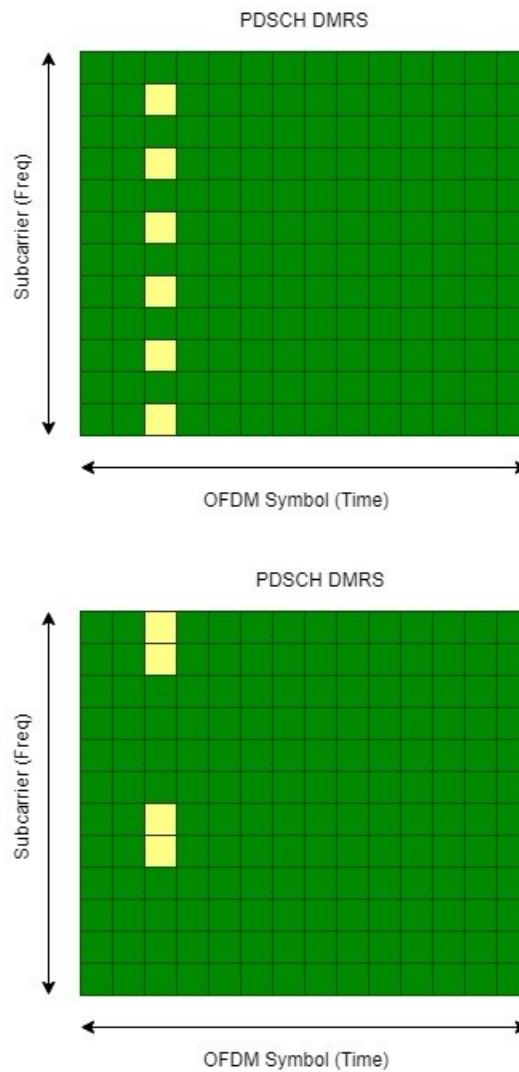 PDSCH DMRS
Subcarrier (Freq)
OFDM Symbol (Time)
PDSCH DMRS
Subcarrier (Freq)
OFDM Symbol (Time)